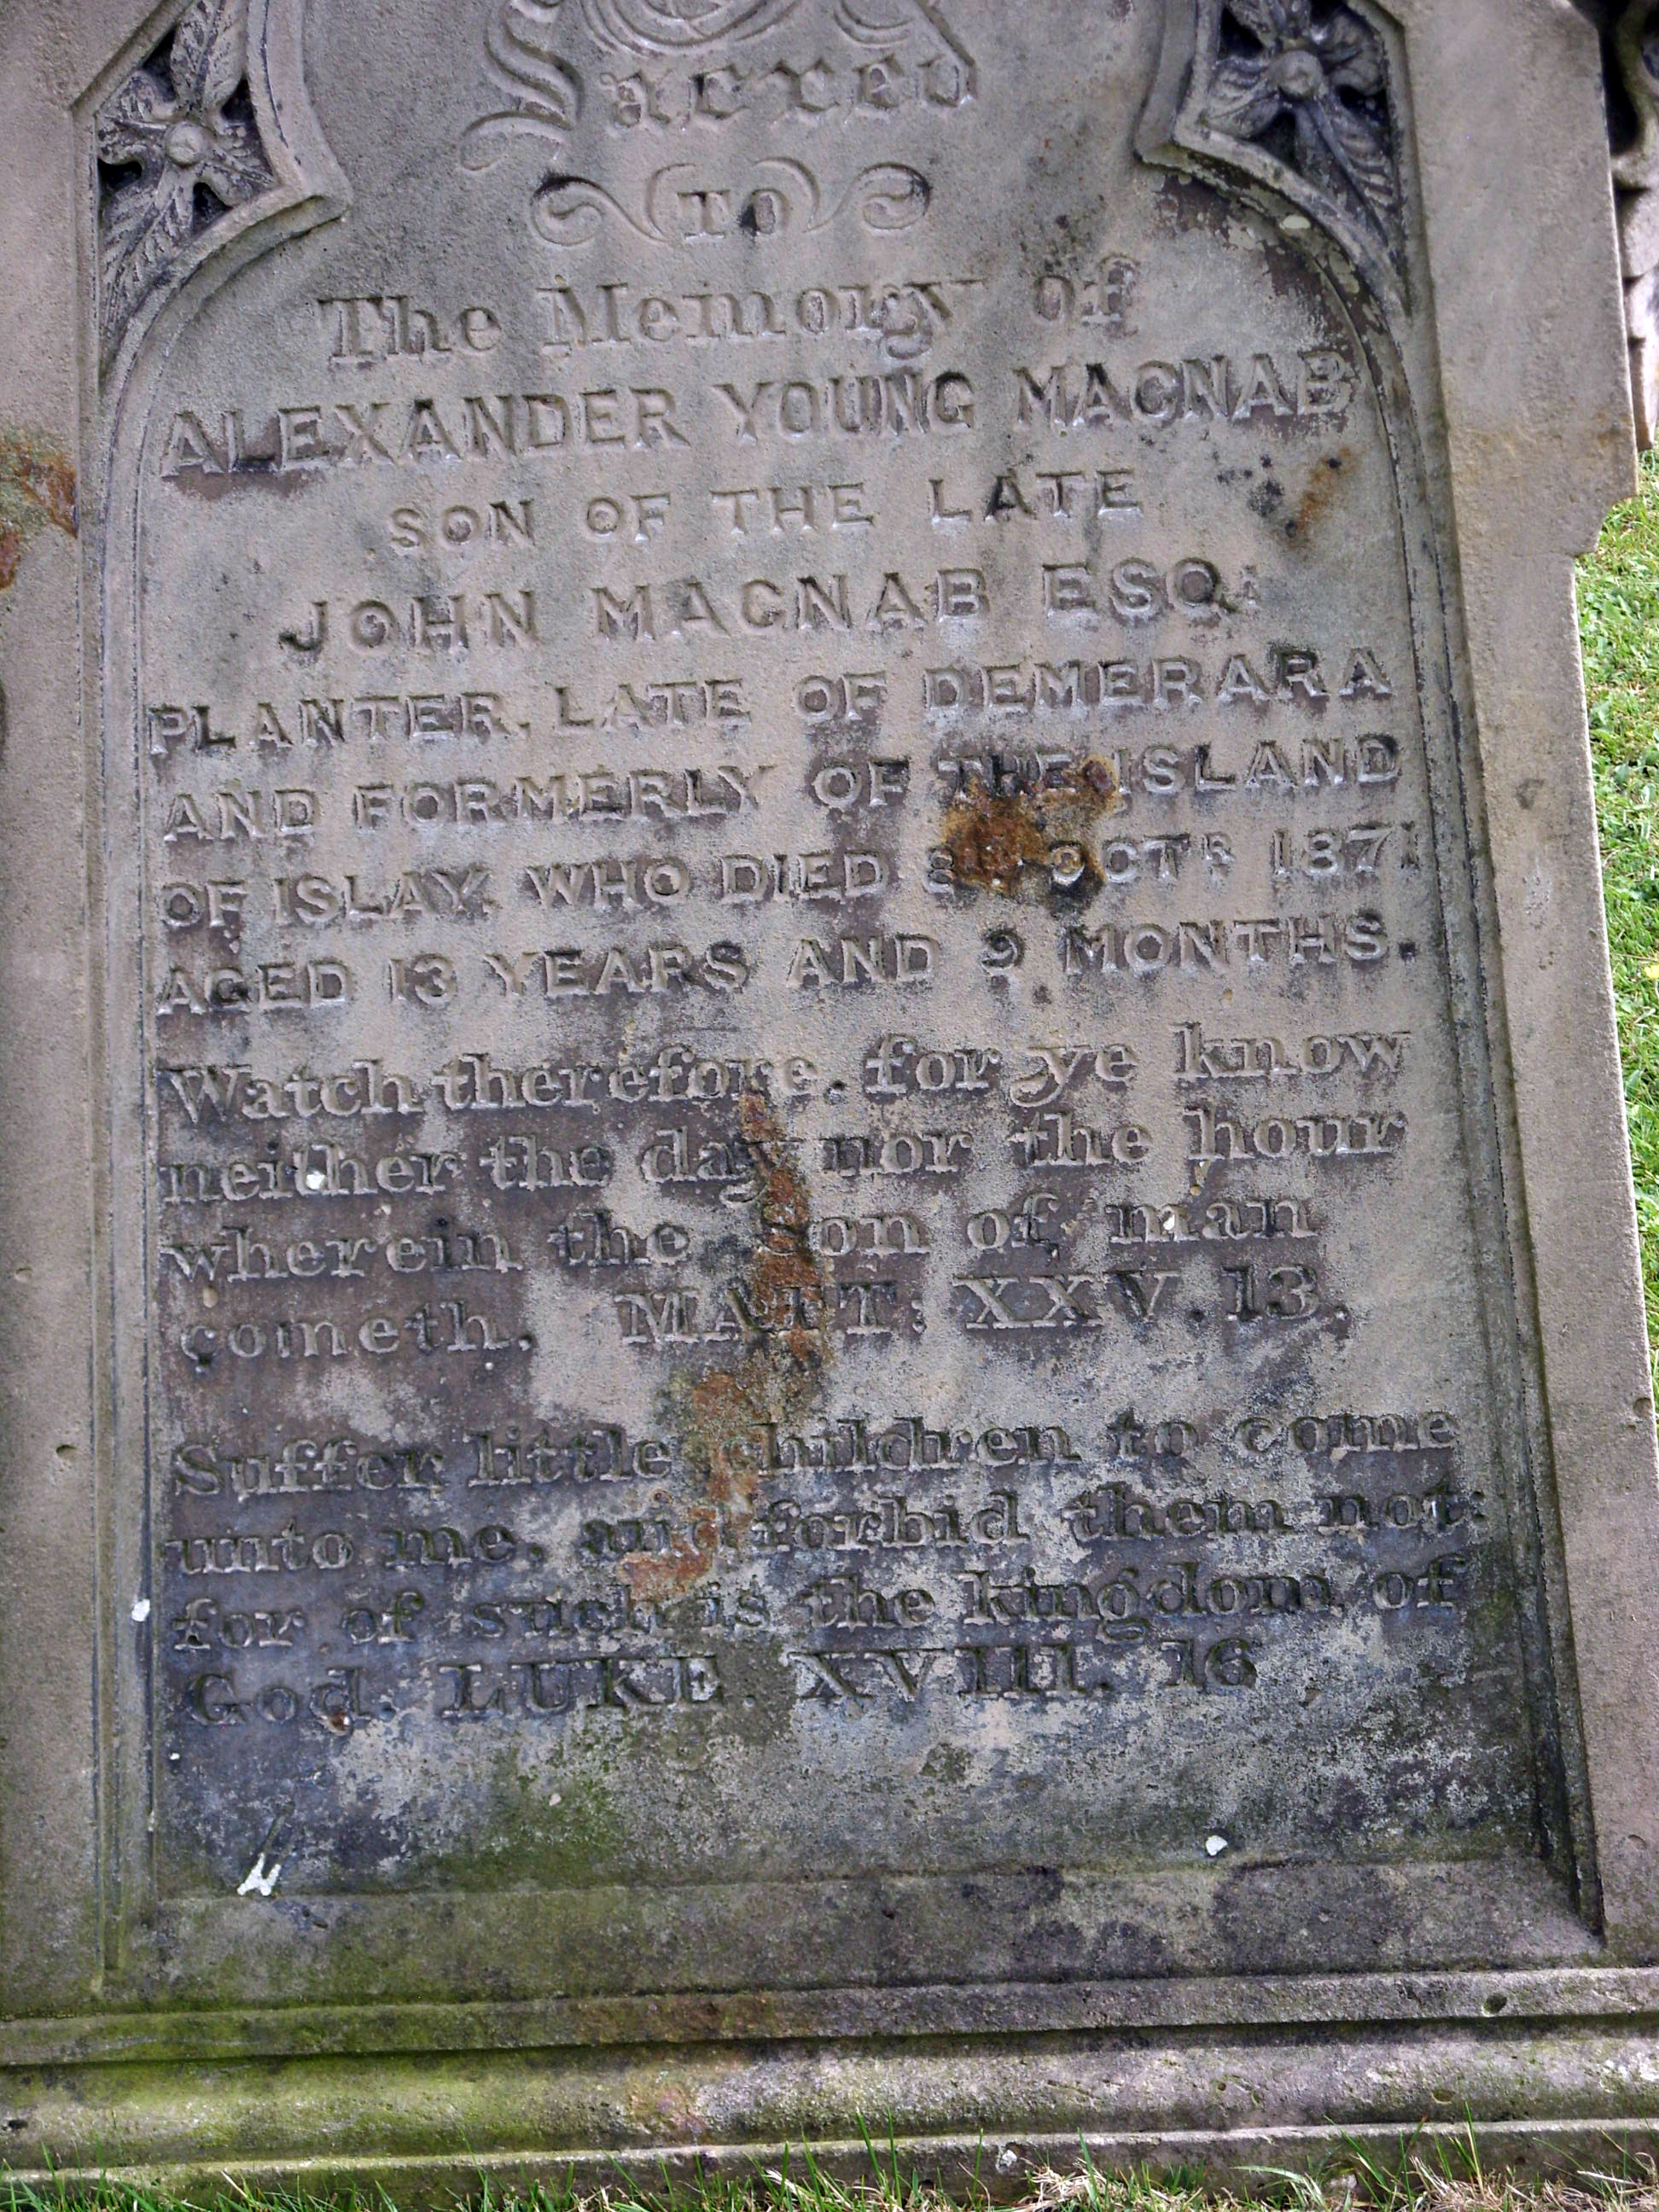 Sacred
TO
The Memory of
ALEXANDER YOUNG MACNAB
SON OF THE LATE
JOHN MACNAB ESQ.
PLANTER, LATE OF DEMERARA
AND FORMERLY OF THE ISLAND
OF ISLAY. WHO DIED OCTR 1871
AGED 13 YEARS AND 9 MONTHS.
Watch therefore, for ye know
neither the day nor the hour
wherein the Son of man
cometh. MATT: XXV. 13.
Suffer little children to come
unto me, and forbid them not:
for of such is the kingdom of
God. LUKE. XVIII. 16